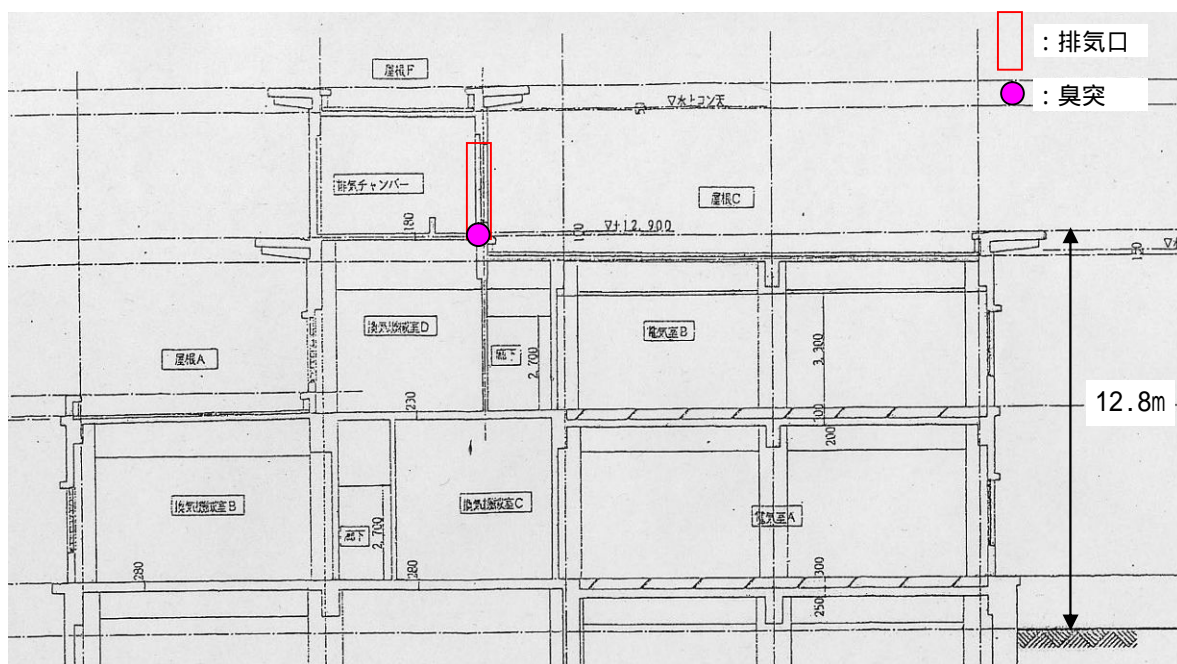 ：排気口
屋根F
▽水上コン天
：臭突
排気チャンバー
180
屋根C
▽+12,900
100
換気機械室D
電気室B
廊下
2,700
3,300
屋根A
12.8m
230
200
換気機械室B
換気機械室C
電気室A
廊下
2,700
280
280
300
250